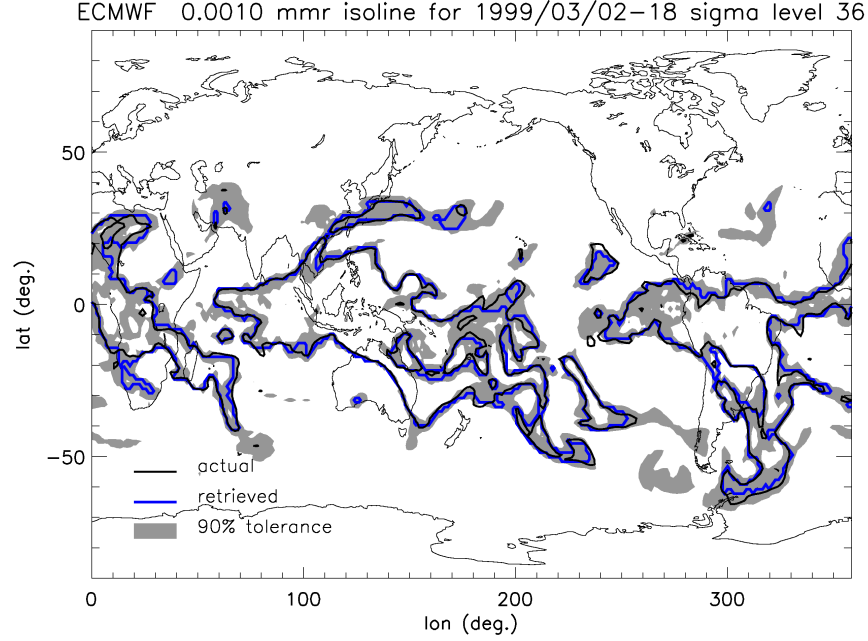 ECMWF 0.0010 mmr isoline for 1999/03/02-18 sigma level 36
50
0
-50
lat (deg.)
actual
retrieved
90% tolerance
0 100 200 300
lon (deg.)